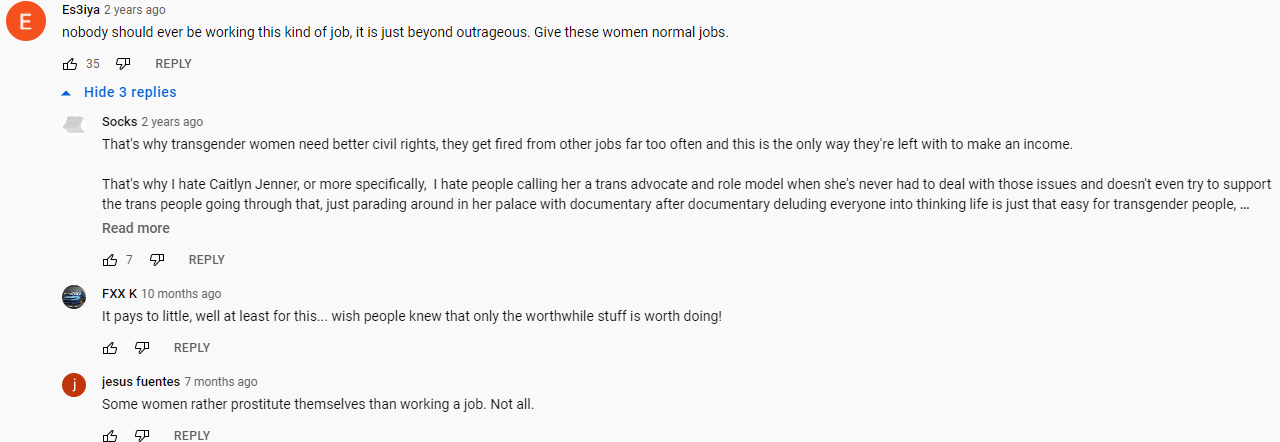 E
Es3iya 2 years ago
nobody should ever be working this kind of job, it is just beyond outrageous. Give these women normal jobs.
35 REPLY
Hide 3 replies
Socks 2 years ago
That's why transgender women need better civil rights, they get fired from other jobs far too often and this is the only way they're left with to make an income.
That's why I hate Caitlyn Jenner, or more specifically,  I hate people calling her a trans advocate and role model when she's never had to deal with those issues and doesn't even try to support
the trans people going through that, just parading around in her palace with documentary after documentary deluding everyone into thinking life is just that easy for transgender people, ...
Read more
7 REPLY
FXX K 10 months ago
It pays to little, well at least for this... wish people knew that only the worthwhile stuff is worth doing!
REPLY
j
jesus fuentes 7 months ago
Some women rather prostitute themselves than working a job. Not all.
REPLY